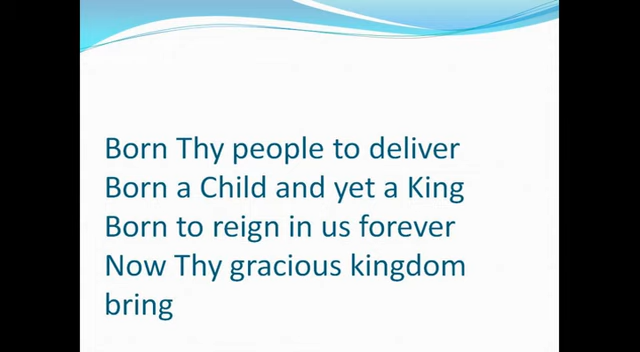 Born Thy people to deliver
Born a Child and yet a King
Born to reign in us forever
Now Thy gracious kingdom
bring